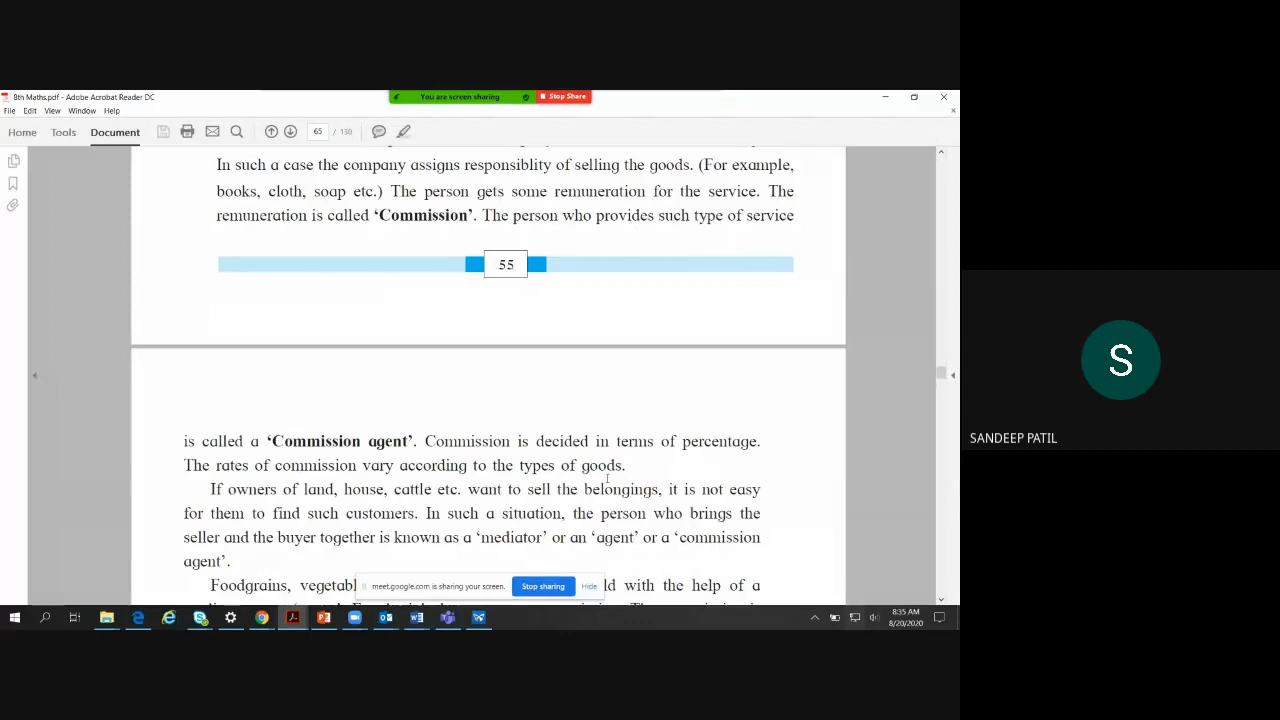 8th Maths.pdf - Adobe Acrobat Reader DC
You are screen sharing
Stop Share
File Edit View Window Help
Home Tools Document
65 / 130
In such a case the company assigns responsiblity of selling the goods. (For example,
books, cloth, soap etc.) The person gets some remuneration for the service. The
remuneration is called ‘Commission’. The person who provides such type of service
55
is called a ‘Commission agent’. Commission is decided in terms of percentage.
The rates of commission vary according to the types of goods.
If owners of land, house, cattle etc. want to sell the belongings, it is not easy
for them to find such customers. In such a situation, the person who brings the
seller and the buyer together is known as a ‘mediator’ or an ‘agent’ or a ‘commission
agent’.
Foodgrains, with the help of a
meet.google.com is sharing your screen. Stop sharing Hide
8:35 AM
8/20/2020
S
SANDEEP PATIL